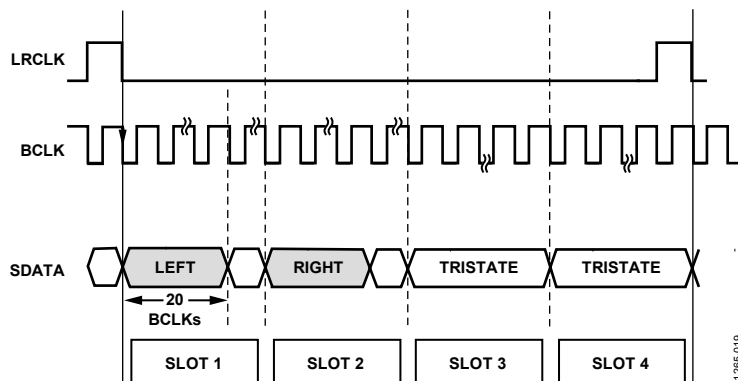 LRCLK
BCLK
SDATA
LEFT
RIGHT
TRISTATE
TRISTATE
20
BCLKs
SLOT 1
SLOT 2
SLOT 3
SLOT 4